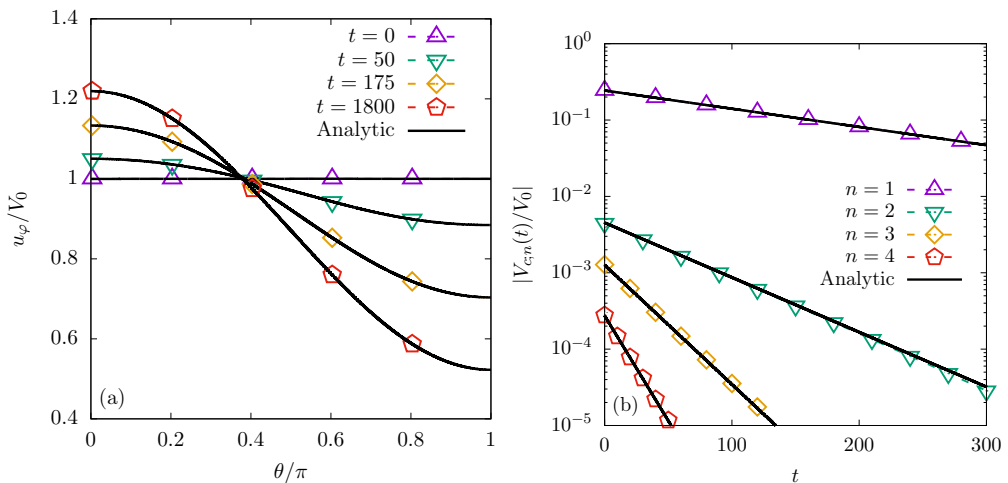 1.4
1.2
1
0.8
0.6
0.4
u_φ/V_0
t = 0
t = 50
t = 175
t = 1800
Analytic
(a)
0 0.2 0.4 0.6 0.8 1
θ/π
10^0
10^{-1}
10^{-2}
10^{-3}
10^{-4}
10^{-5}
|V_{c;n}(t)/V_0|
n = 1
n = 2
n = 3
n = 4
Analytic
(b)
0 100 200 300
t